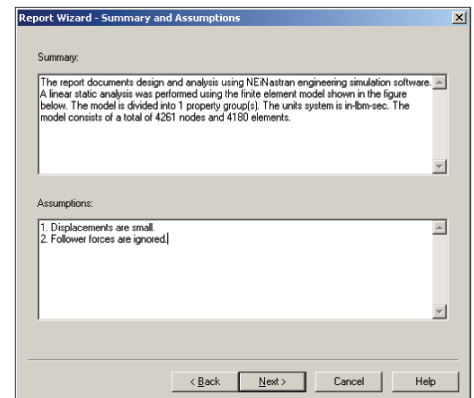 Report Wizard - Summary and Assumptions
Summary:
The report documents design and analysis using NEiNastran engineering simulation software.
A linear static analysis was performed using the finite element model shown in the figure
below. The model is divided into 1 property group(s). The units system is in-lbm-sec. The
model consists of a total of 4261 nodes and 4180 elements.
Assumptions:
1. Displacements are small.
2. Follower forces are ignored.
< Back Next > Cancel Help